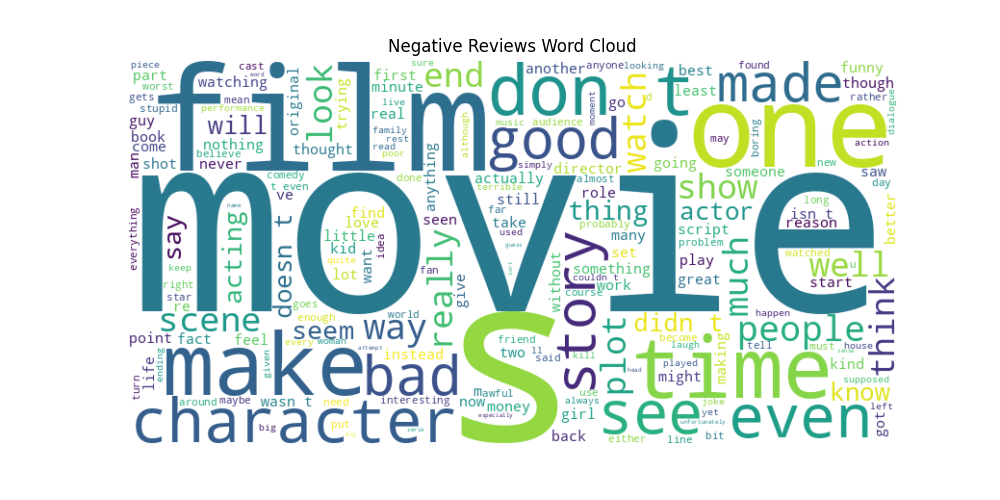 Negative Reviews Word Cloud
piece
cast
word
sure
another
anyone
looking
found
worst
part
watching
original
look
trying
first
minute
end
don
t
best
made
funny
though
gets
mean
film
live
real
go
moment
watch
least
rather
stupid
performance
guy
will
family
music
audience
one
may
boring
new
action
dialogue
book
come
nothing
believe
rest
read
although
good
simply
director
going
someone
saw
day
man
shot
never
thought
poor
comedy
t even
ve
anything
done
actually
terrible
almost
movie
show
long
better
everything
say
acting
doesn t
name
find
love
little
kid
want
idea
seen
still
far
take
used
role
thing
probably
many
actor
script
problem
isn t
reason
watched
well
u
keep
right
star
re
quite
lot
fan
really
give
guess
sort
without
couldn t
something
set
work
course
much
play
great
start
goes
scene
enough
world
S
story
didn t
happen
people
think
point
fact
feel
seem
way
friend
plot
become
laugh
tell
must
house
sense
turn
life
ending
make
given
every
woman
attempt
instead
bad
two
ll
said
kill
time
played
making
might
kind
supposed
know
around
maybe
wasn t
need
interesting
now
m
awful
money
use
always
girl
see
head
joke
yet
unfortunately
even
left
got
character
big
put
especially
back
either
line
bit